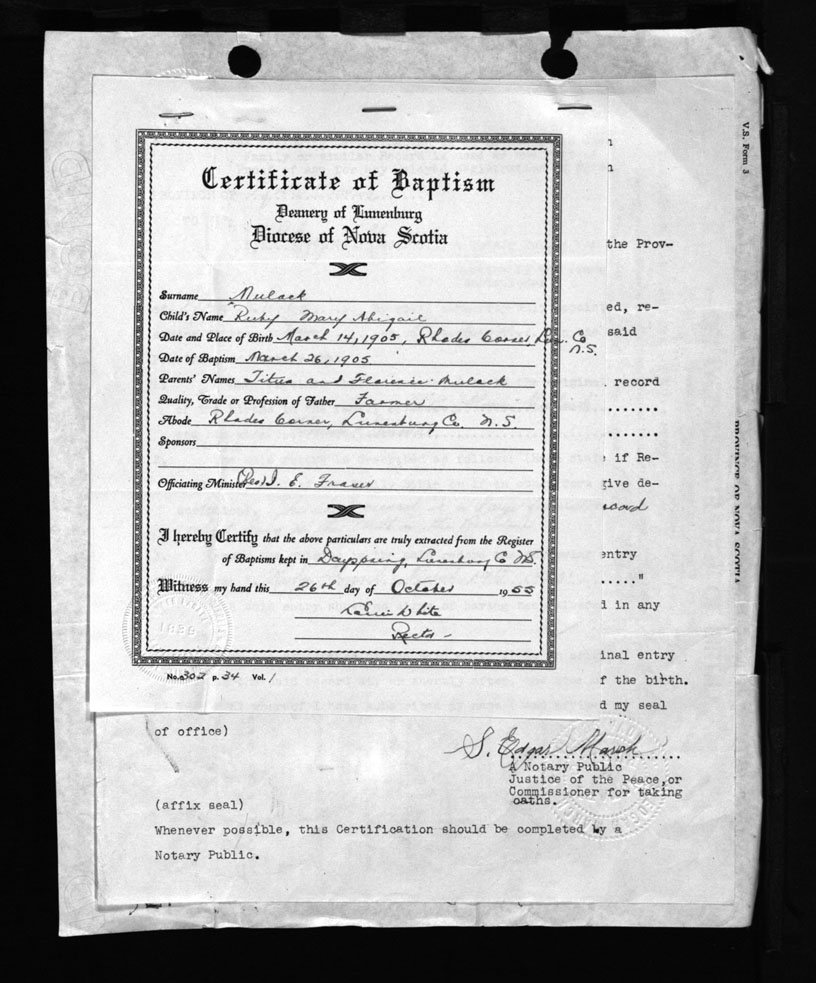 V.S. Form 3
Certificate of Baptism
Deanery of Lunenburg
Diocese of Nova Scotia
Surname Mulock
Child's Name Ruby Mary Abigail
Date and Place of Birth March 14, 1905, Rhodes Corner, Lun. Co
N.S.
Date of Baptism March 26, 1905
Parents' Names Titus and Florence Mulock
Quality, Trade or Profession of Father Farmer
Abode Rhodes Corner, Lunenburg Co. N.S.
Sponsors
Officiating Minister E. Fraser
I hereby Certify that the above particulars are truly extracted from the Register
of Baptisms kept in Dayspring, Lunenburg Co N.S.
Witness my hand this 26th day of October 1955
White
Rector
No. 302 p. 34 Vol. 1
the Prov-
ed, re-
said
record
.......
.......
if Re-
give de-
entry
....."
d in any
inal entry
f the birth.
d my seal
PROVINCE OF NOVA SCOTIA
of office)
S. Edgar Marsh
A Notary Public
Justice of the Peace, or
Commissioner for taking
oaths.
(affix seal)
Whenever possible, this Certification should be completed by a
Notary Public.